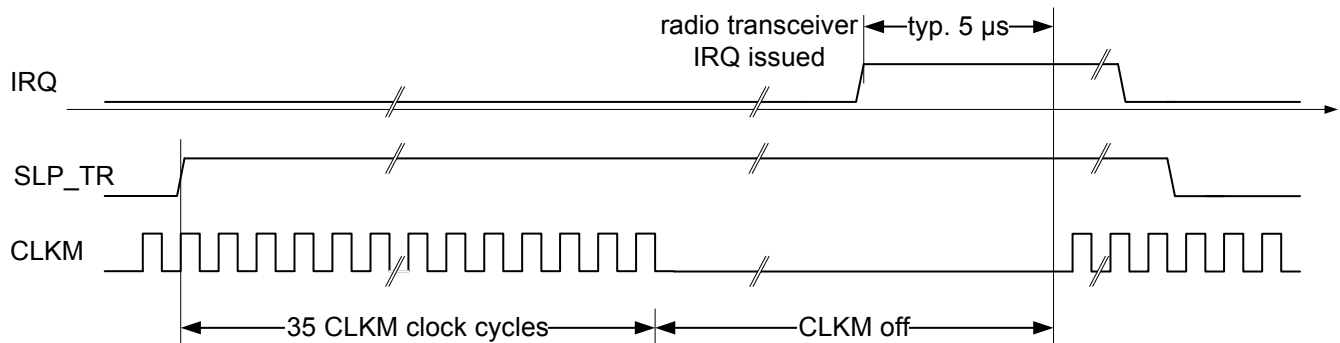 radio transceiver
IRQ issued
typ. 5 µs
IRQ
SLP_TR
CLKM
35 CLKM clock cycles
CLKM off